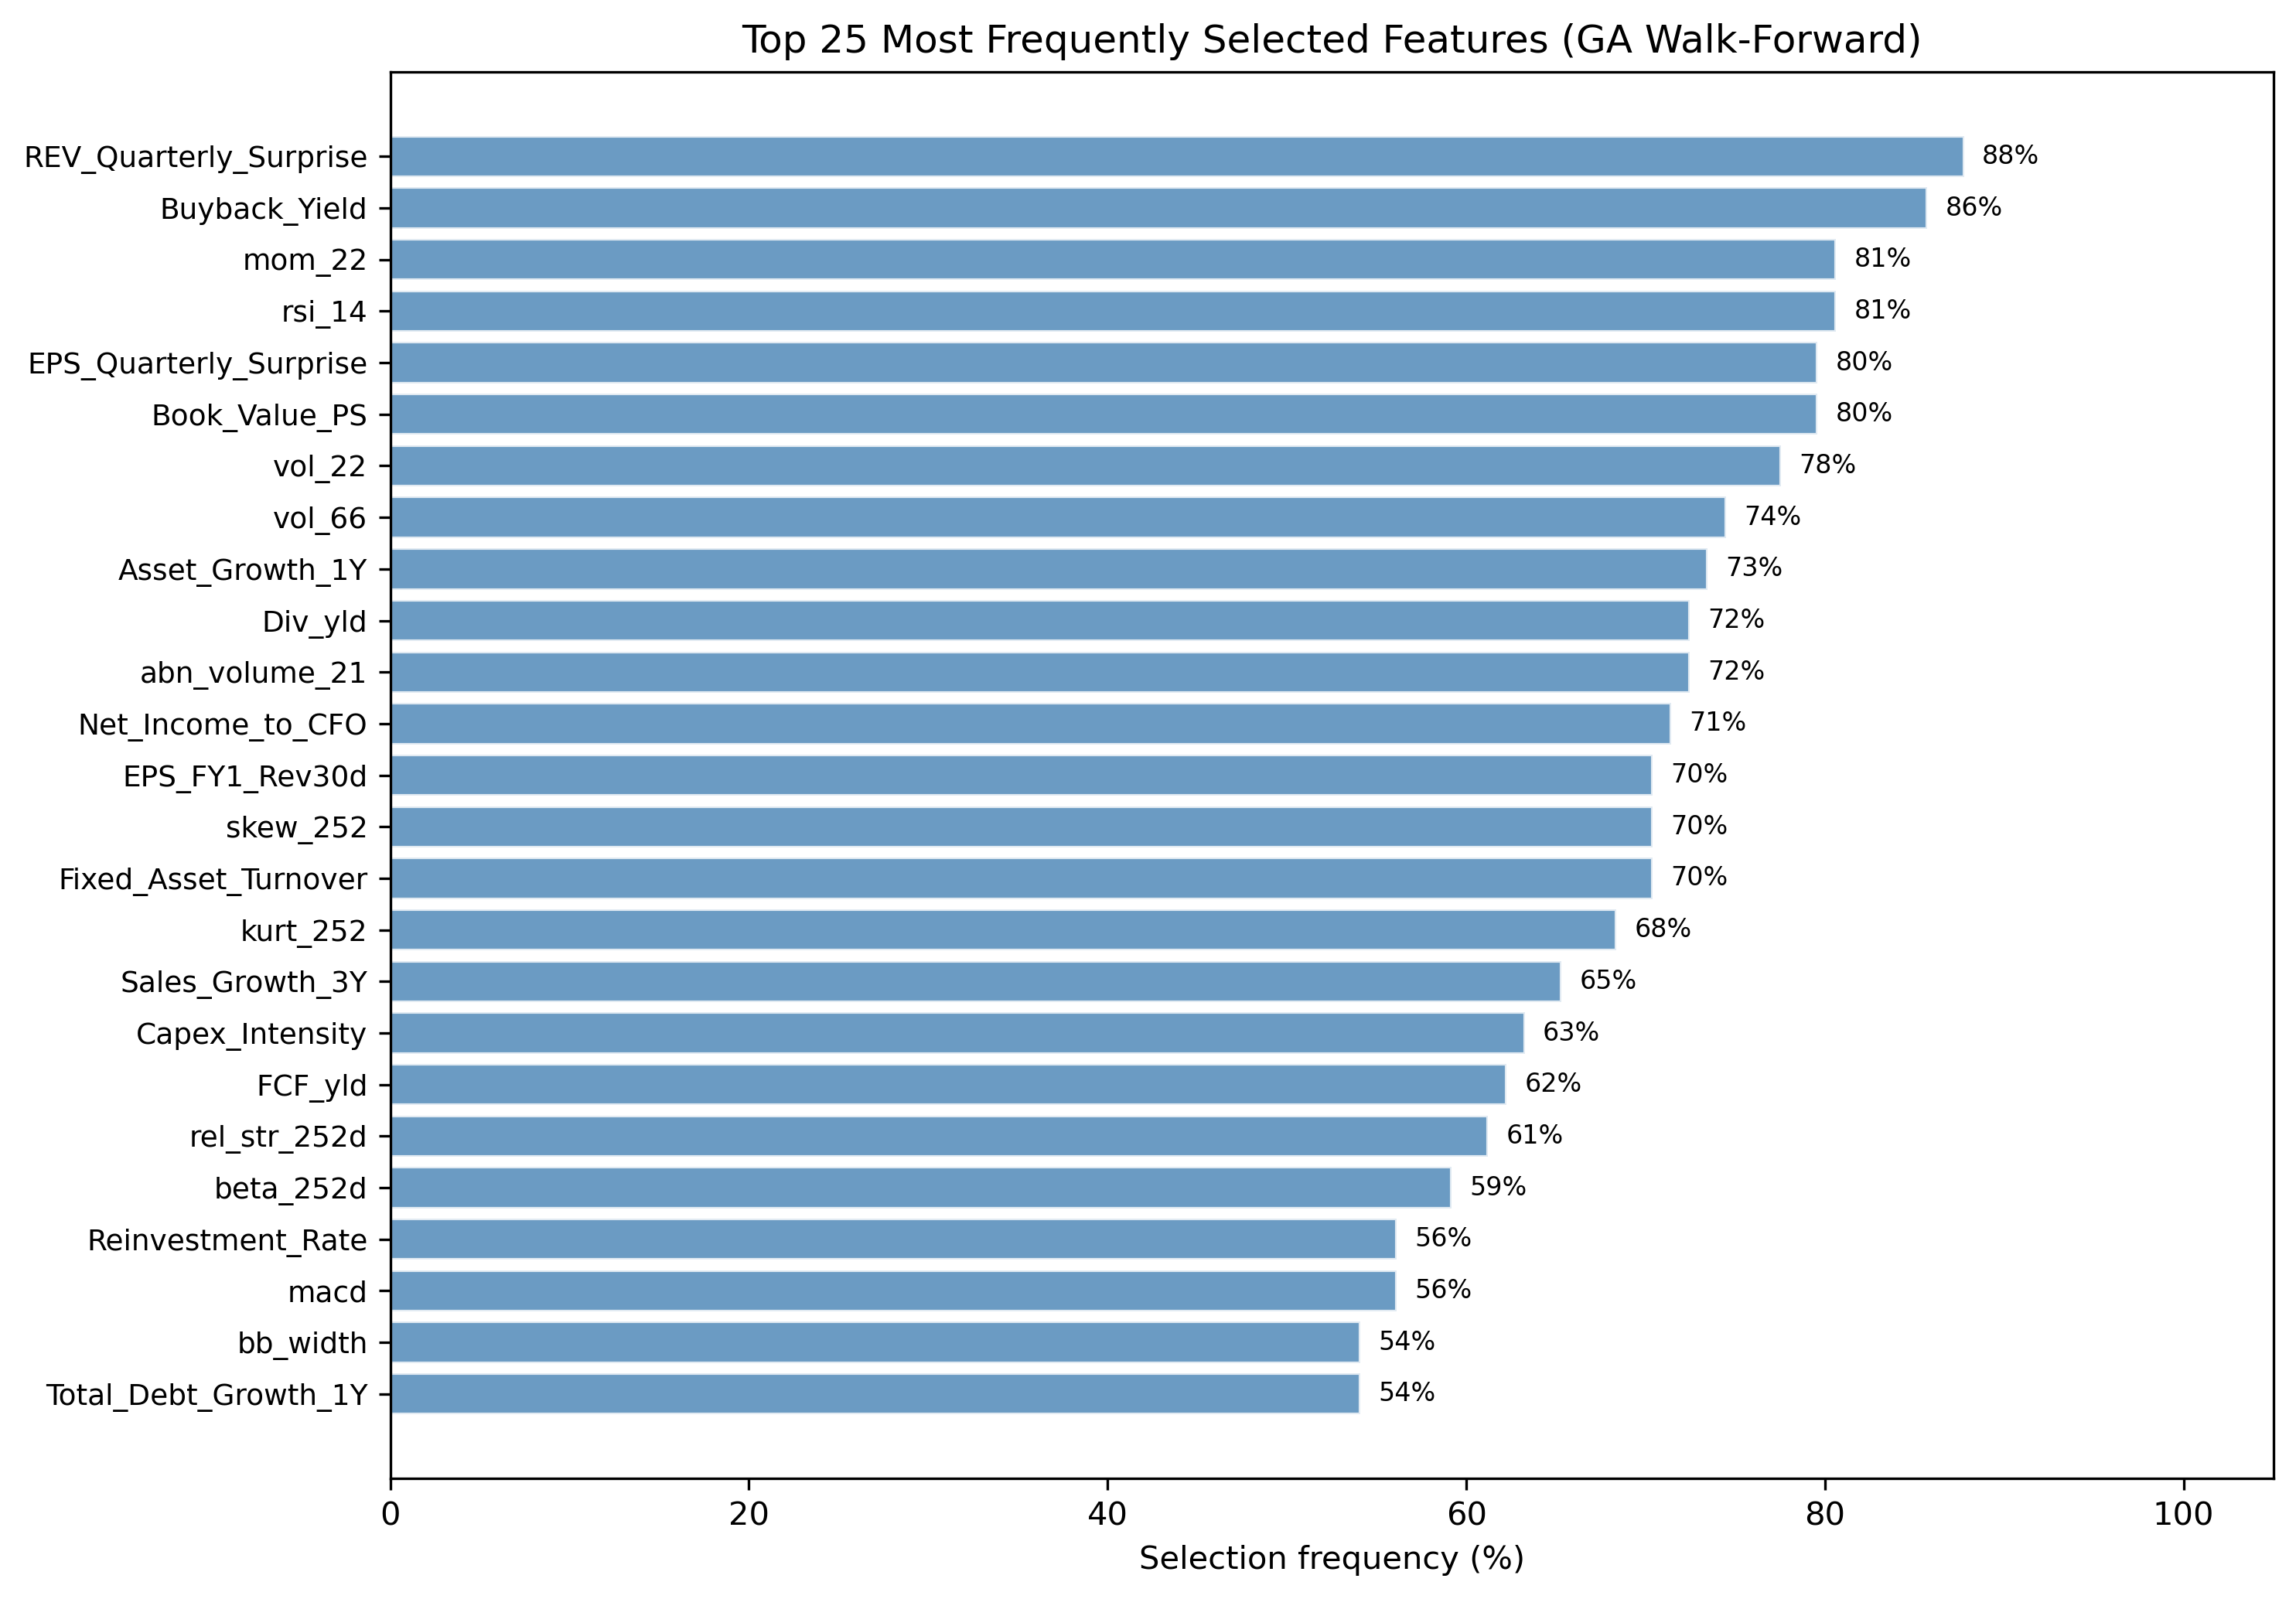 Top 25 Most Frequently Selected Features (GA Walk-Forward)
REV_Quarterly_Surprise 88%
Buyback_Yield 86%
mom_22 81%
rsi_14 81%
EPS_Quarterly_Surprise 80%
Book_Value_PS 80%
vol_22 78%
vol_66 74%
Asset_Growth_1Y 73%
Div_yld 72%
abn_volume_21 72%
Net_Income_to_CFO 71%
EPS_FY1_Rev30d 70%
skew_252 70%
Fixed_Asset_Turnover 70%
kurt_252 68%
Sales_Growth_3Y 65%
Capex_Intensity 63%
FCF_yld 62%
rel_str_252d 61%
beta_252d 59%
Reinvestment_Rate 56%
macd 56%
bb_width 54%
Total_Debt_Growth_1Y 54%
0 20 40 60 80 100
Selection frequency (%)